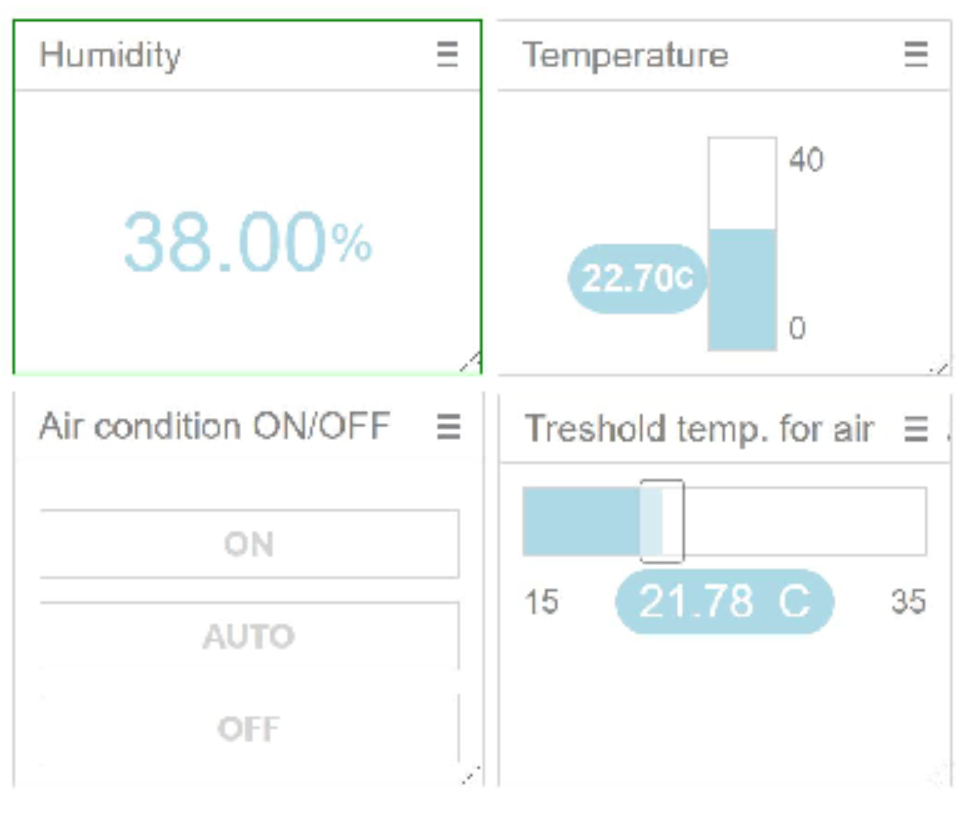 Humidity
38.00%
Temperature
40
22.70C
0
Air condition ON/OFF
ON
AUTO
OFF
Treshold temp. for air
15
21.78 C
35